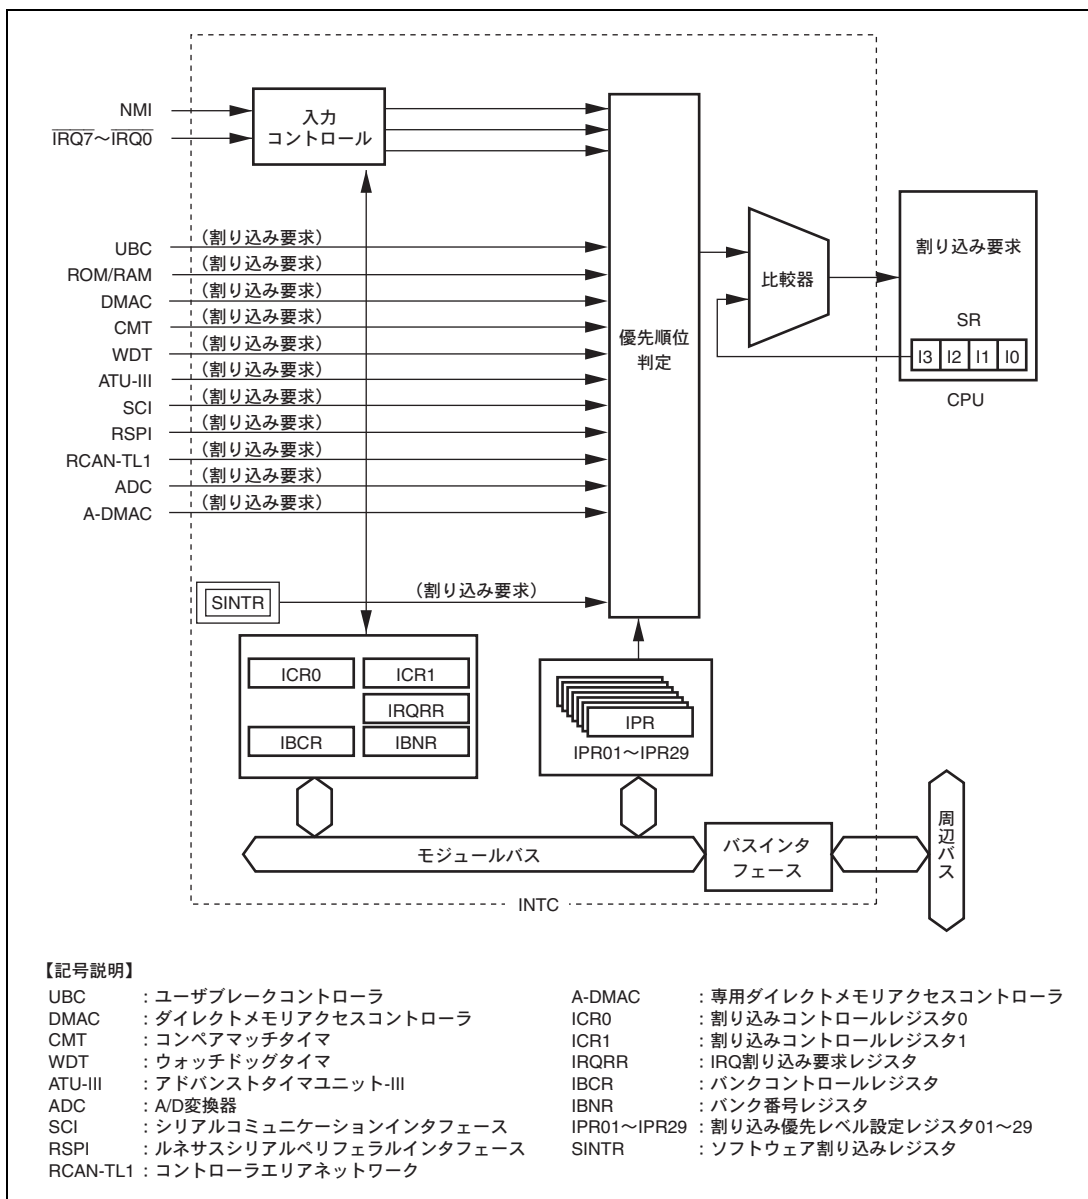 NMI
IRQ7～IRQ0
入力
コントロール
UBC
(割り込み要求)
ROM/RAM
(割り込み要求)
DMAC
(割り込み要求)
CMT
(割り込み要求)
WDT
(割り込み要求)
ATU-III
(割り込み要求)
SCI
(割り込み要求)
RSPI
(割り込み要求)
RCAN-TL1
(割り込み要求)
ADC
(割り込み要求)
A-DMAC
(割り込み要求)
優先順位
判定
比較器
割り込み要求
SR
I3 I2 I1 I0
CPU
SINTR
(割り込み要求)
ICR0
ICR1
IRQRR
IBCR
IBNR
IPR
IPR01～IPR29
モジュールバス
バスインタ
フェース
周辺バス
INTC
【記号説明】
UBC ：ユーザブレークコントローラ
DMAC ：ダイレクトメモリアクセスコントローラ
CMT ：コンペアマッチタイマ
WDT ：ウォッチドッグタイマ
ATU-III ：アドバンストタイマユニット-III
ADC ：A/D変換器
SCI ：シリアルコミュニケーションインタフェース
RSPI ：ルネサスシリアルペリフェラルインタフェース
RCAN-TL1 ：コントローラエリアネットワーク
A-DMAC ：専用ダイレクトメモリアクセスコントローラ
ICR0 ：割り込みコントロールレジスタ0
ICR1 ：割り込みコントロールレジスタ1
IRQRR ：IRQ割り込み要求レジスタ
IBCR ：バンクコントロールレジスタ
IBNR ：バンク番号レジスタ
IPR01～IPR29 ：割り込み優先レベル設定レジスタ01～29
SINTR ：ソフトウェア割り込みレジスタ